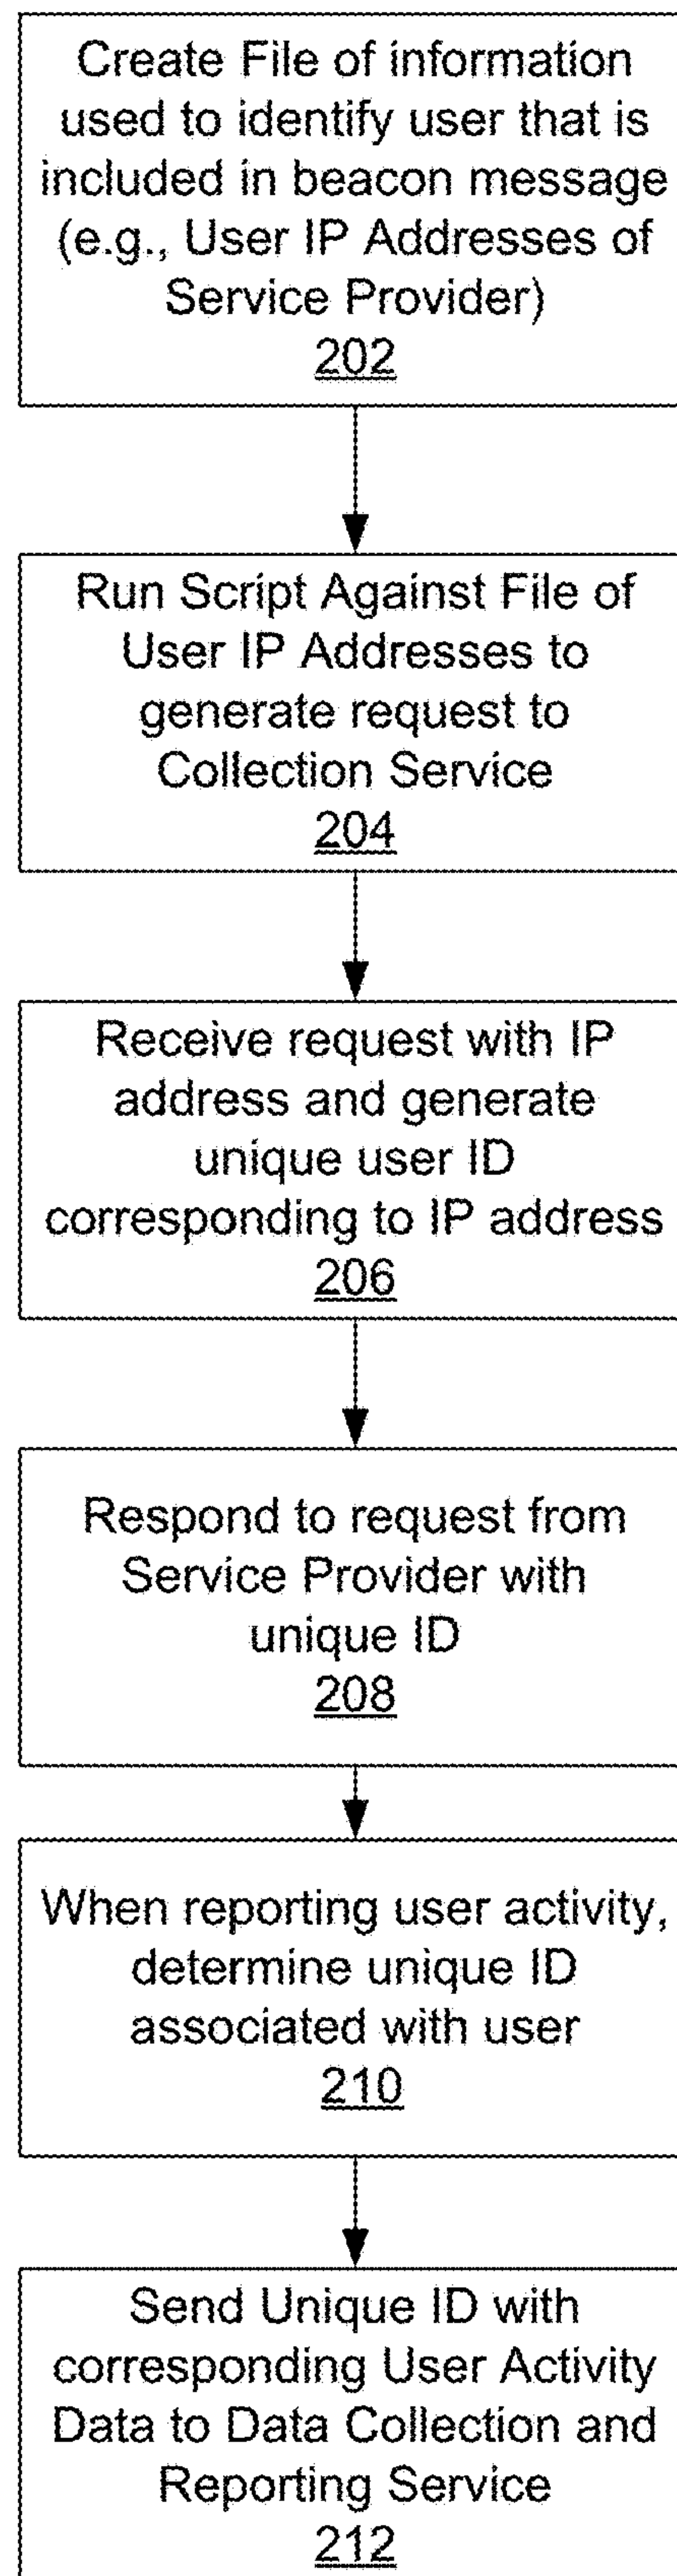 Create File of information
used to identify user that is
included in beacon message
(e.g., User IP Addresses of
Service Provider)
202
Run Script Against File of
User IP Addresses to
generate request to
Collection Service
204
Receive request with IP
address and generate
unique user ID
corresponding to IP address
206
Respond to request from
Service Provider with
unique ID
208
When reporting user activity,
determine unique ID
associated with user
210
Send Unique ID with
corresponding User Activity
Data to Data Collection and
Reporting Service
212